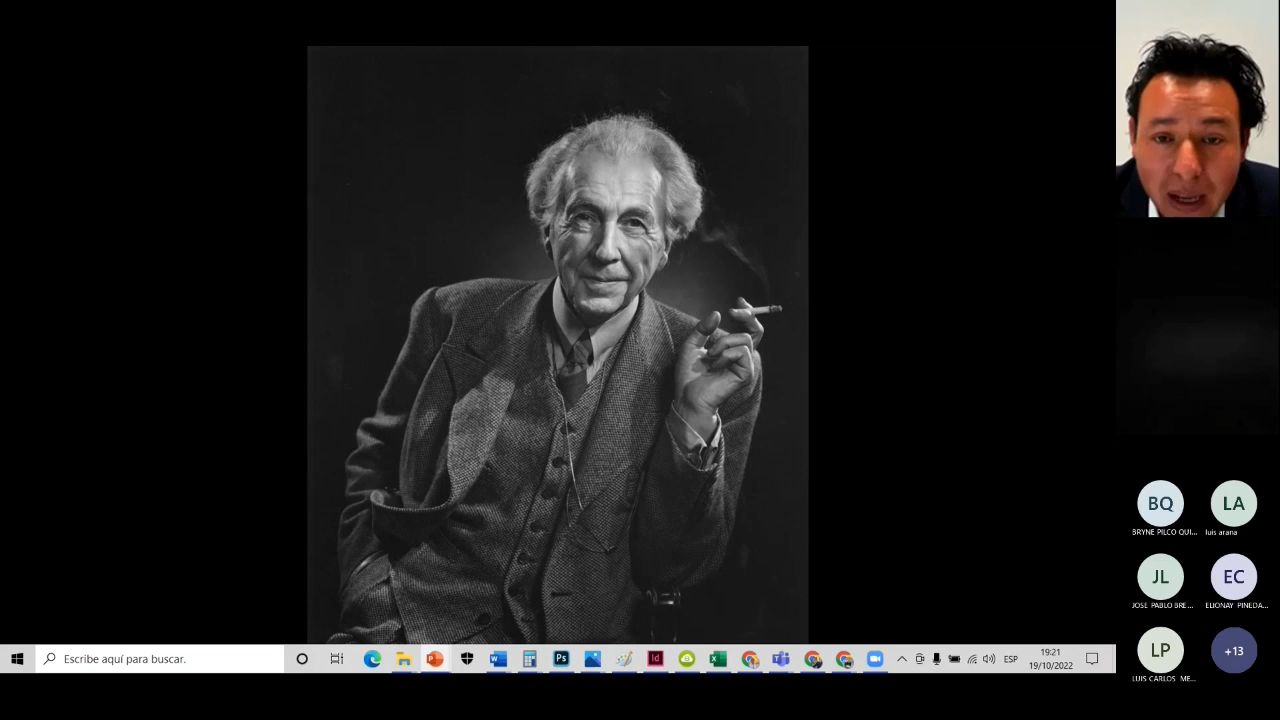 BQ
LA
BRYNE PILCO QUI...
luis arana
JL
EC
JOSE PABLO BRE...
ELIONAY PINEDA...
LP
+13
LUIS CARLOS ME...
Escribe aquí para buscar.
ESP
19:21
19/10/2022